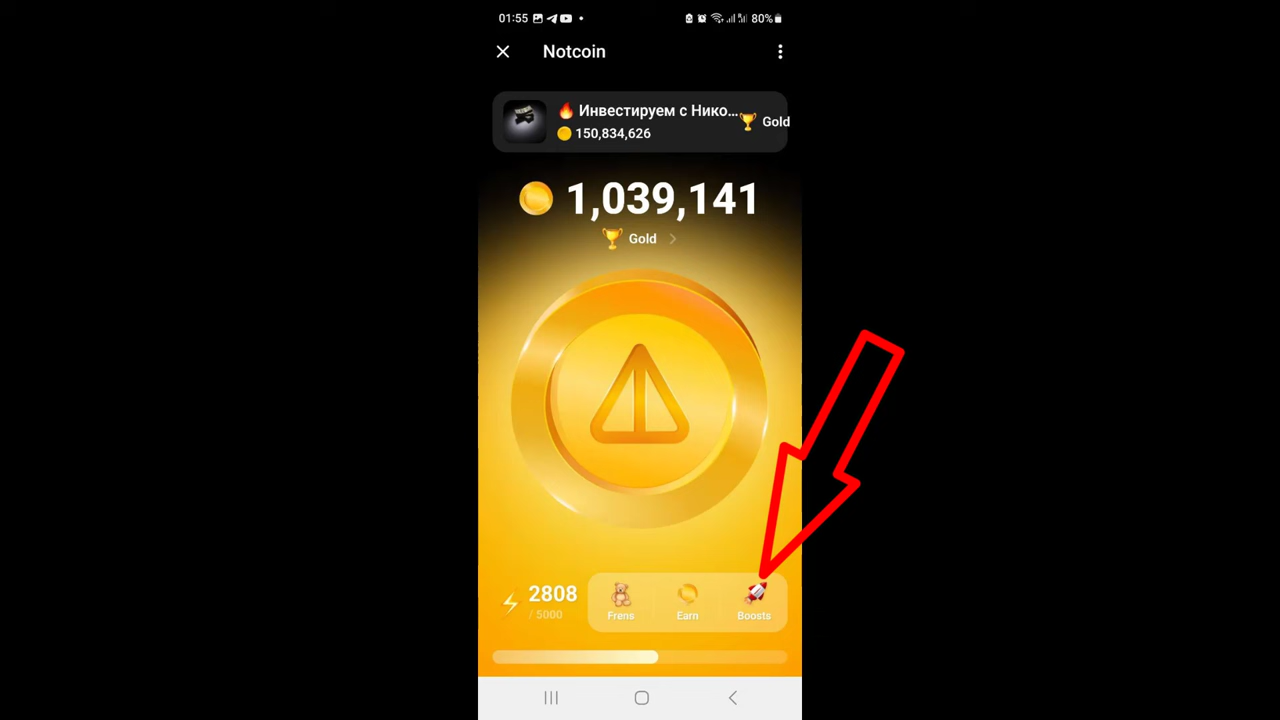 01:55 80%
Notcoin
🔥 Инвестируем с Нико...
150,834,626
Gold
1,039,141
Gold
2808
/ 5000
Frens Earn Boosts